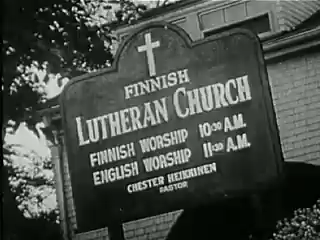 FINNISH
LUTHERAN CHURCH
FINNISH WORSHIP 10:30 A.M.
ENGLISH WORSHIP 11:30 A.M.
CHESTER HEIKKINEN
PASTOR